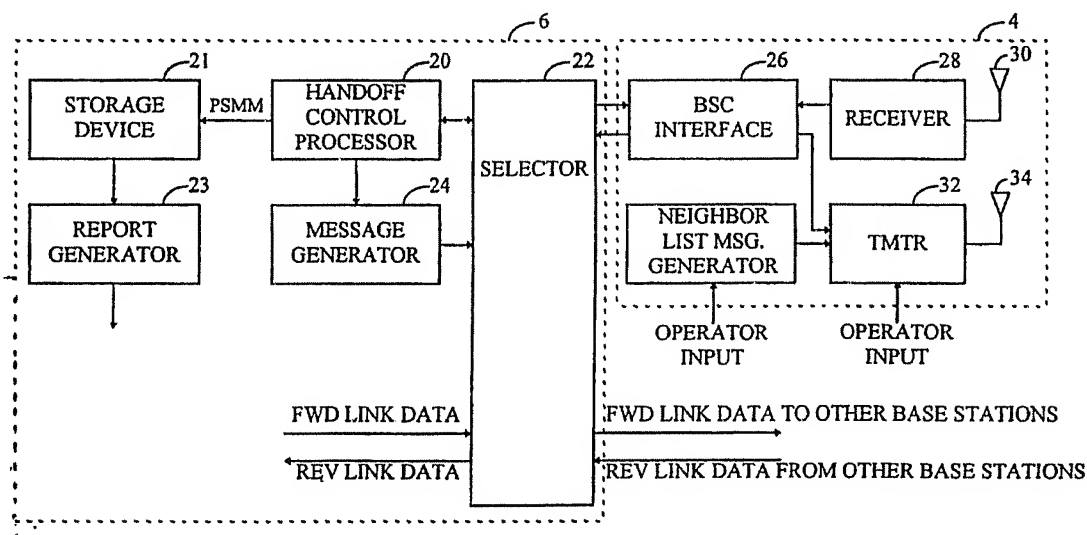 6
4
21
20
22
26
28
30
STORAGE
DEVICE
PSMM
HANDOFF
CONTROL
PROCESSOR
SELECTOR
BSC
INTERFACE
RECEIVER
23
24
32
34
REPORT
GENERATOR
MESSAGE
GENERATOR
NEIGHBOR
LIST MSG.
GENERATOR
TMTR
OPERATOR
INPUT
OPERATOR
INPUT
FWD LINK DATA
FWD LINK DATA TO OTHER BASE STATIONS
REV LINK DATA
REV LINK DATA FROM OTHER BASE STATIONS